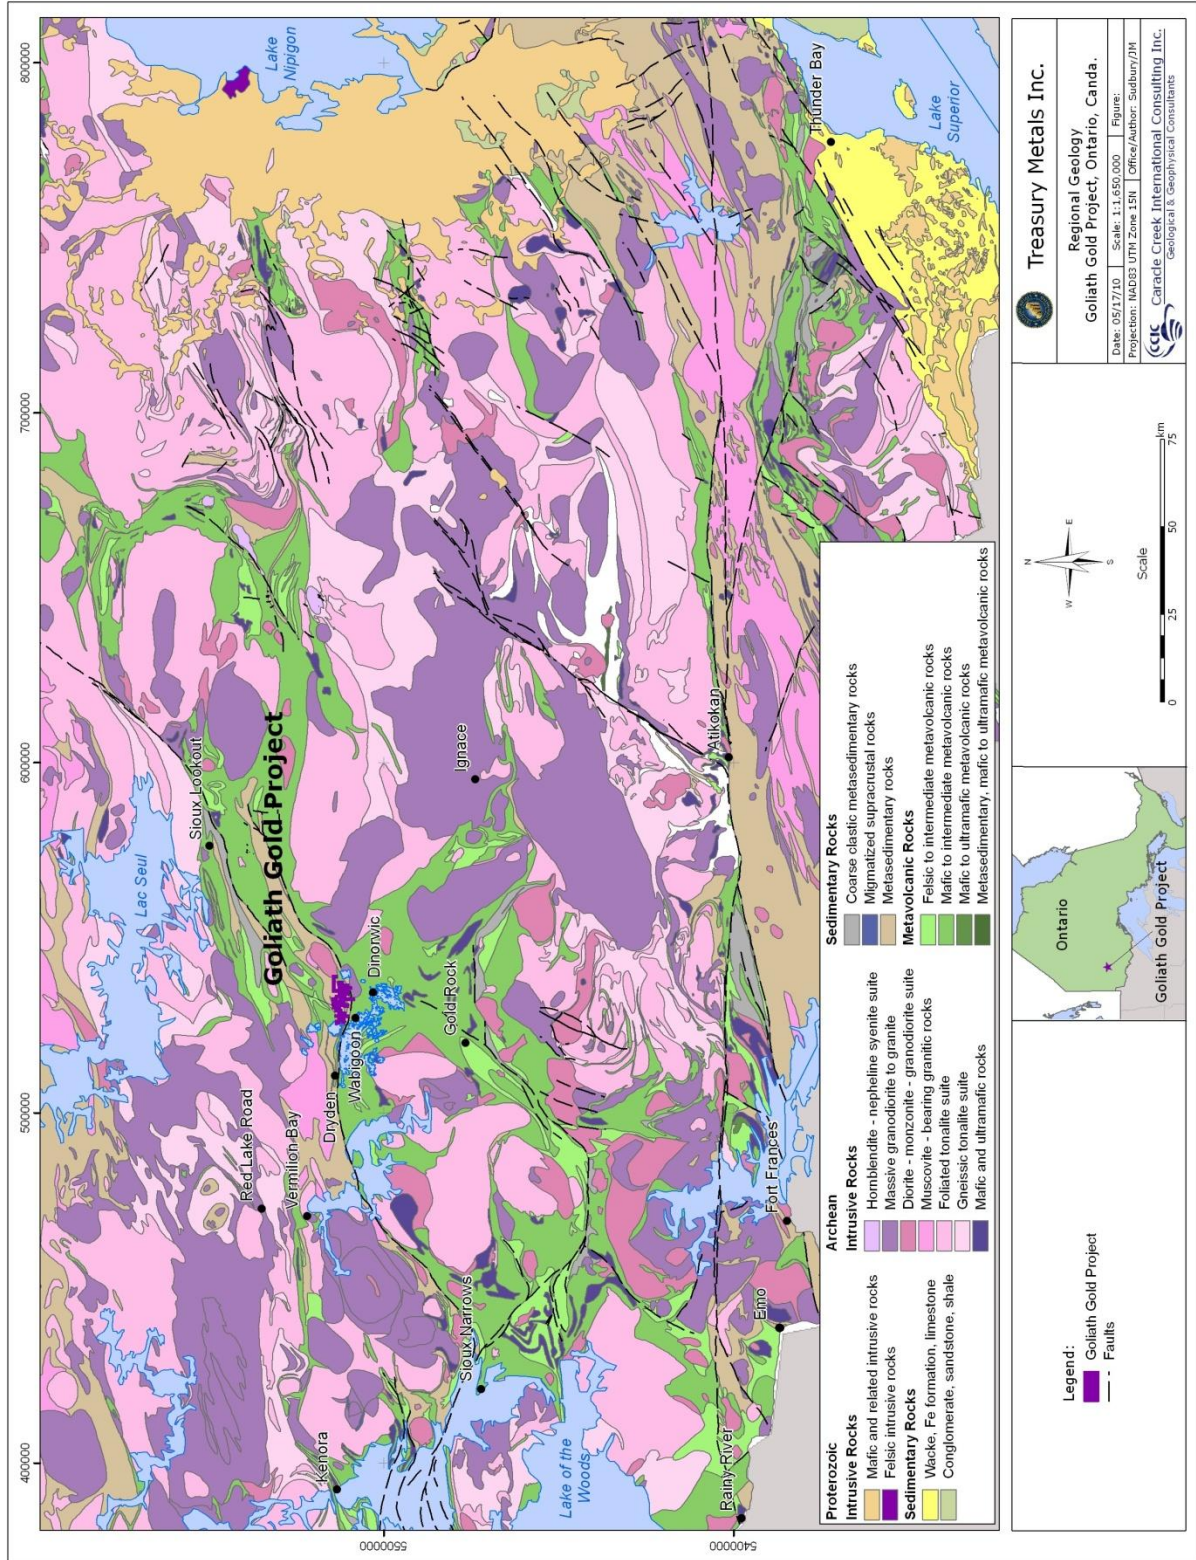 800000
700000
600000
500000
400000
5500000
5400000
Lake
Nipigon
Thunder Bay
Lake
Superior
Lac Seul
Sioux Lookout
Goliath Gold Project
Ignace
Atikokan
Dinorwic
Wabigoon
Gold Rock
Dryden
Red Lake Road
Vermilion Bay
Fort Frances
Sioux Narrows
Emo
Kenora
Lake of the
Woods
Rainy River
Proterozoic
Intrusive Rocks
Mafic and related intrusive rocks
Felsic intrusive rocks
Sedimentary Rocks
Wacke, Fe formation, limestone
Conglomerate, sandstone, shale
Archean
Intrusive Rocks
Hornblendite - nepheline syenite suite
Massive granodiorite to granite
Diorite - monzonite - granodiorite suite
Muscovite - bearing granitic rocks
Foliated tonalite suite
Gneissic tonalite suite
Mafic and ultramafic rocks
Sedimentary Rocks
Coarse clastic metasedimentary rocks
Migmatized supracrustal rocks
Metasedimentary rocks
Metavolcanic Rocks
Felsic to intermediate metavolcanic rocks
Mafic to intermediate metavolcanic rocks
Mafic to ultramafic metavolcanic rocks
Metasedimentary, mafic to ultramafic metavolcanic rocks
Legend:
Goliath Gold Project
Faults
Ontario
Goliath Gold Project
N
W
E
S
Scale
0 25 50 75
km
Treasury Metals Inc.
Regional Geology
Goliath Gold Project, Ontario, Canda.
Date: 05/17/10 Scale: 1:1,650,000 Figure:
Projection: NAD83 UTM Zone 15N Office/Author: Sudbury/JM
CCIC
Caracle Creek International Consulting Inc.
Geological & Geophysical Consultants